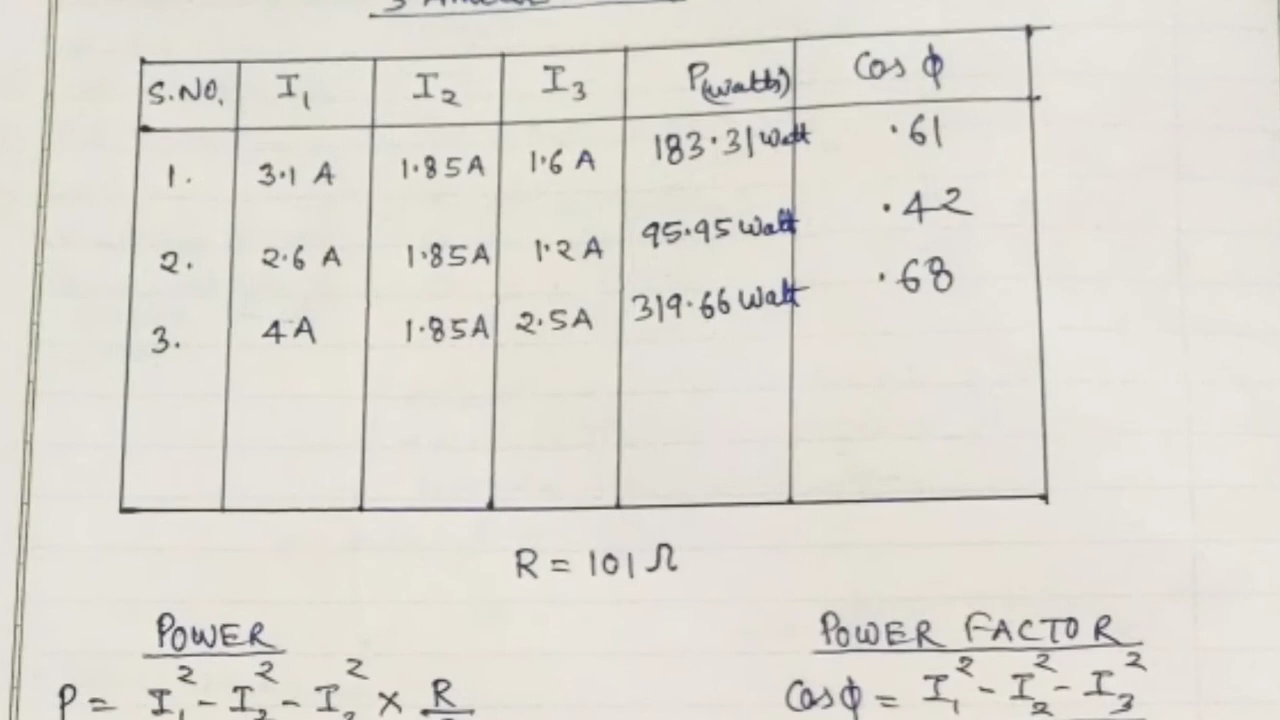 S.NO. I₁ I₂ I₃ P(watts) Cos ϕ
1. 3.1 A 1.85A 1.6 A 183.31 Watt .61
2. 2.6 A 1.85A 1.2 A 95.95 Watt .42
3. 4A 1.85A 2.5A 319.66 Watt .68
R = 101 Ω
POWER
POWER FACTOR
P = I₁² - I₂² - I₃² × R
Cosϕ = I₁² - I₂² - I₃²